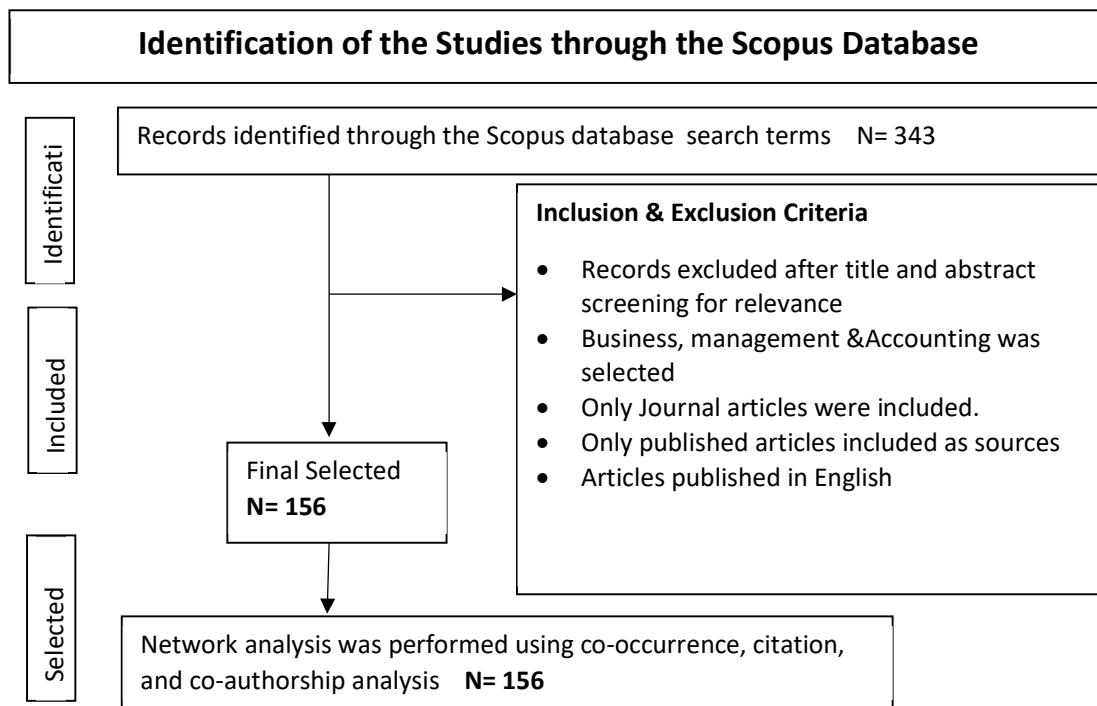 Identification of the Studies through the Scopus Database
Identificati
Records identified through the Scopus database search terms N= 343
Inclusion & Exclusion Criteria
• Records excluded after title and abstract
screening for relevance
• Business, management &Accounting was
selected
• Only Journal articles were included.
• Only published articles included as sources
• Articles published in English
Included
Final Selected
N= 156
Selected
Network analysis was performed using co-occurrence, citation,
and co-authorship analysis N= 156